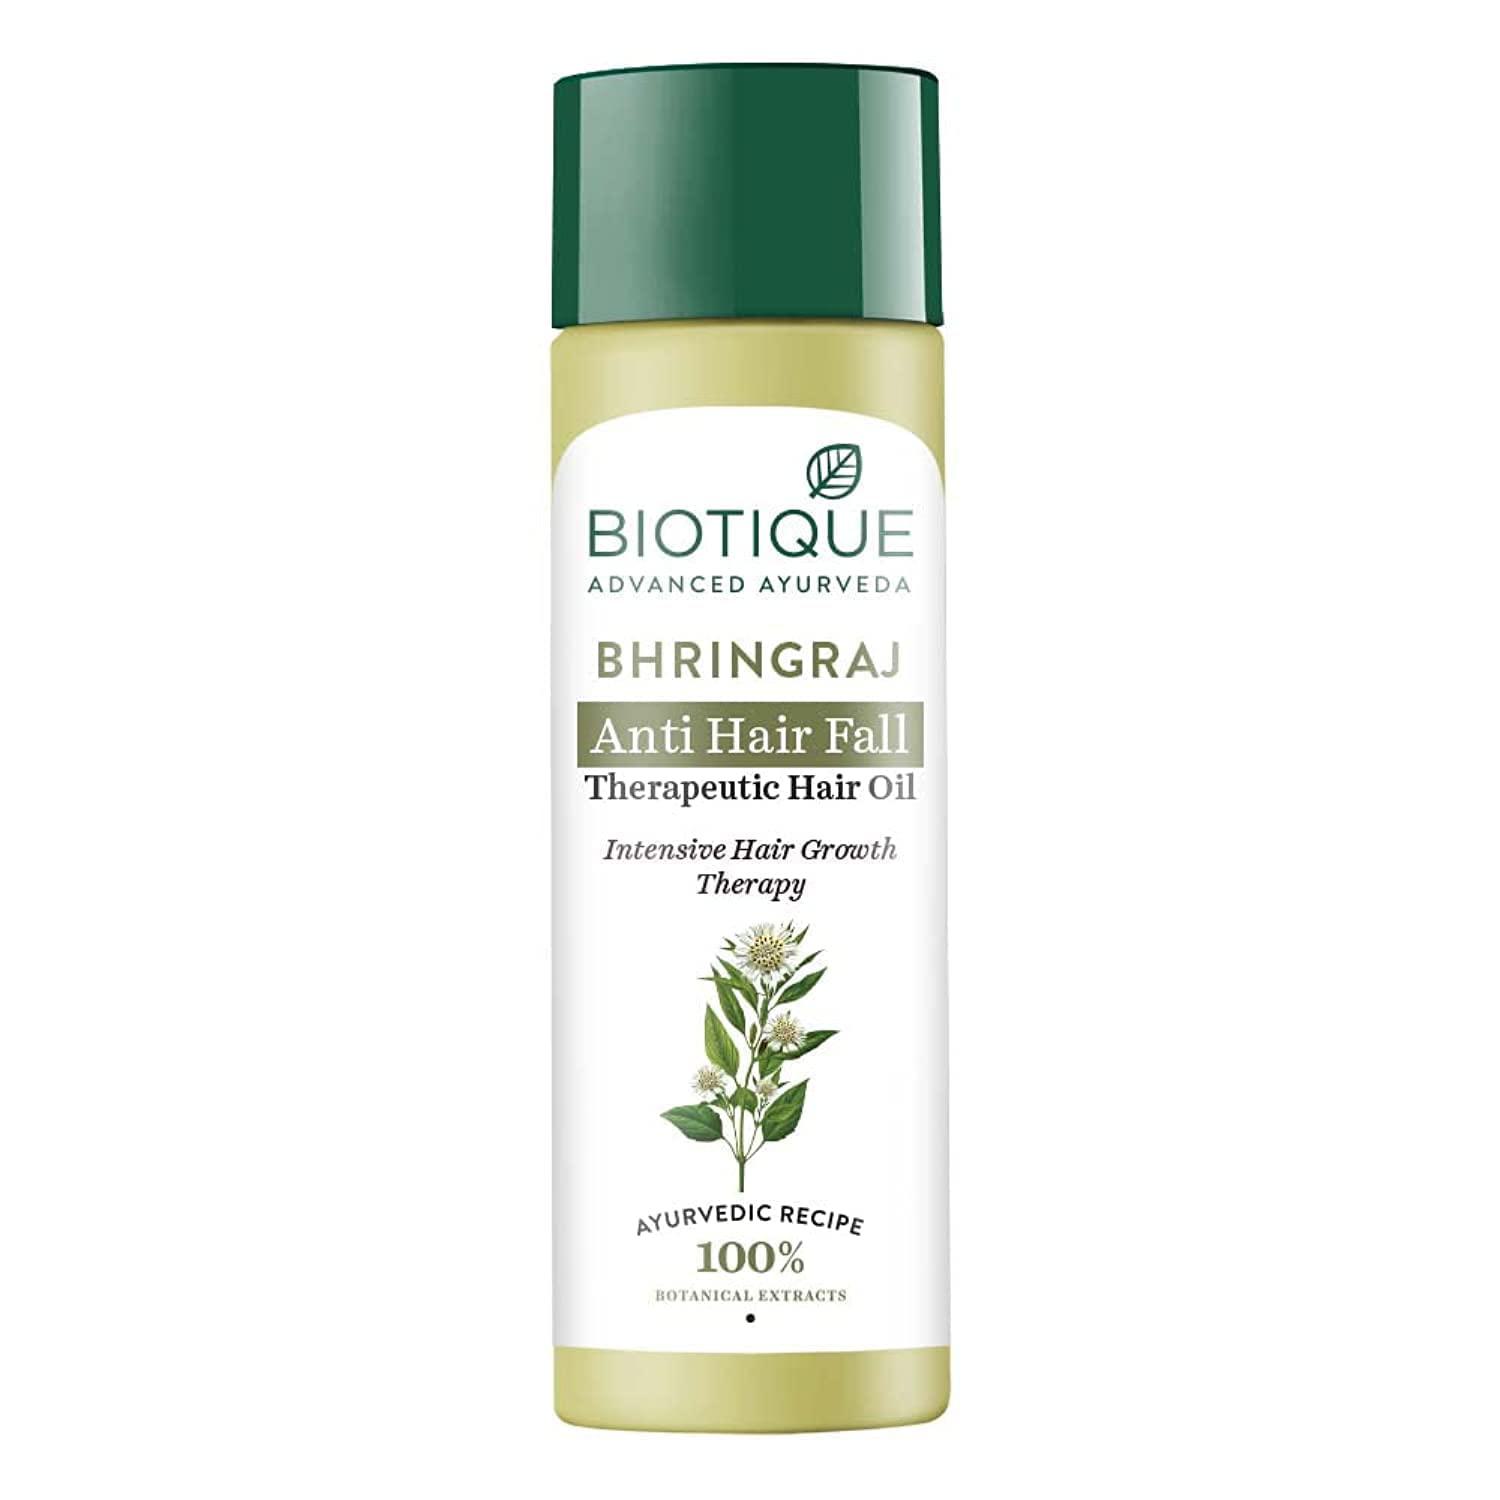 BIOTIQUE
ADVANCED AYURVEDA
BHRINGRAJ
Anti Hair Fall
Therapeutic Hair Oil
Intensive Hair Growth
Therapy
AYURVEDIC RECIPE
100%
BOTANICAL EXTRACTS